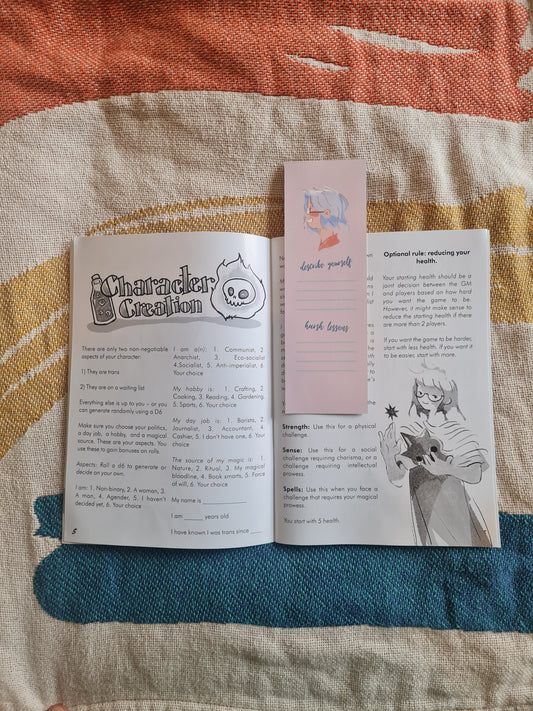 Character
Creation
There are only two non-negotiable
aspects of your character:
1) They are trans
2) They are on a waiting list
Everything else is up to you – or you
can generate randomly using a D6
Make sure you choose your politics,
a day job, a hobby, and a magical
source. These are your aspects. You
use these to gain bonuses on rolls.
Aspects: Roll a d6 to generate or
decide on your own.
I am: 1. Non-binary, 2. A woman, 3.
A man, 4. Agender, 5. I haven't
decided yet, 6. Your choice
5
I am a(n): 1. Communist, 2.
Anarchist, 3. Eco-socialist
4.Socialist, 5. Anti-imperialist, 6
Your choice
My hobby is: 1. Crafting, 2.
Cooking, 3. Reading, 4. Gardening,
5. Sports, 6. Your choice
My day job is: 1. Barista, 2.
Journalist, 3. Accountant, 4.
Cashier, 5. I don't have one, 6. Your
choice
The source of my magic is: 1.
Nature, 2. Ritual, 3. My magical
bloodline, 4. Book smarts, 5. Force
of will, 6. Your choice
My name is
I am ______ years old
I have known I was trans since
describe yourself
harsh lessons
Strength: Use this for a physical
challenge.
Sense: Use this for a social
challenge requiring charisma, or a
challenge requiring intellectual
prowess.
Spells: Use this when you face a
challenge that requires your magical
prowess.
You start with 5 health.
Optional rule: reducing your
health.
Your starting health should be a
joint decision between the GM
and players based on how hard
you want the game to be.
However, it might make sense to
reduce the starting health if there
are more than 2 players.
If you want the game to be harder,
start with less health. If you want it
to be easier, start with more.